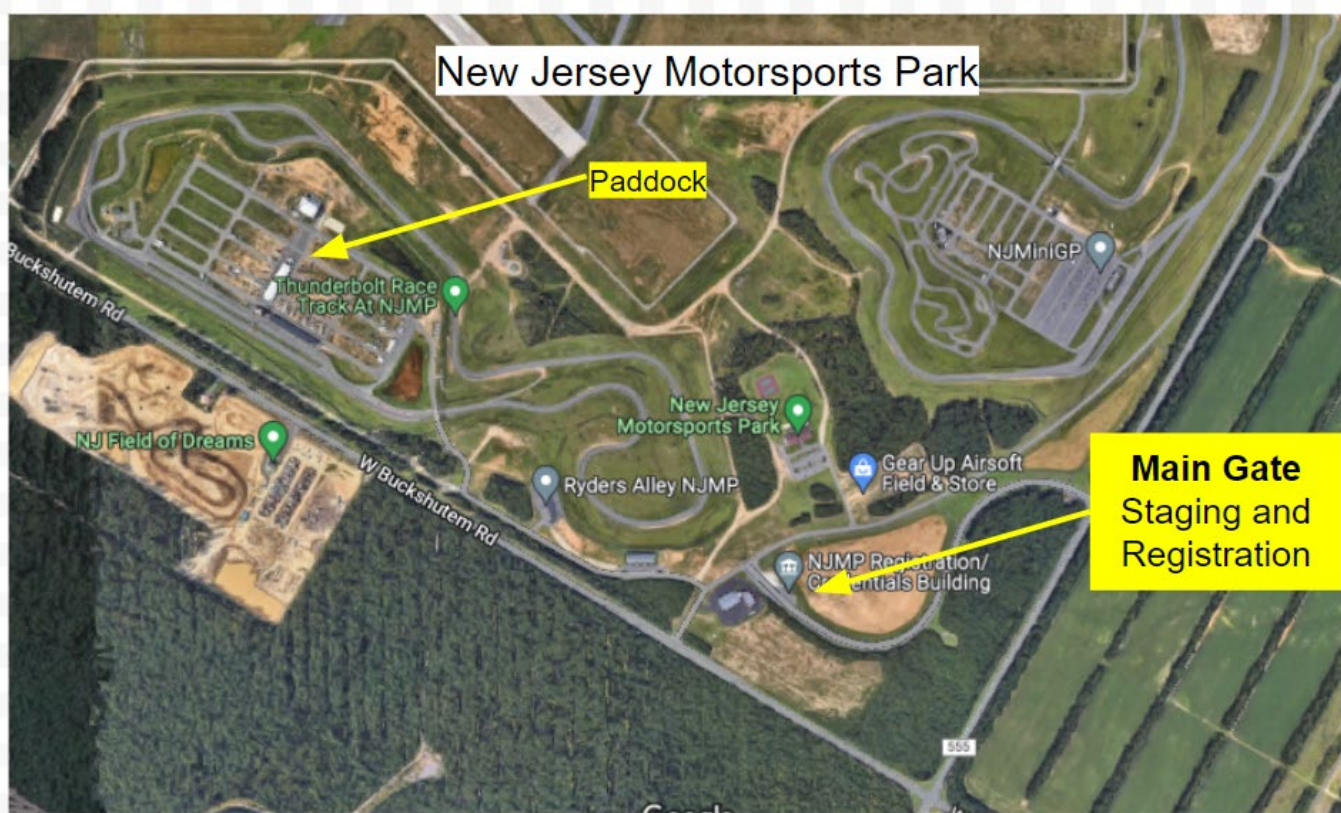 New Jersey Motorsports Park
Paddock
NJMiniGP
Buckshutem Rd
Thunderbolt Race
Track At NJMP
New Jersey
Motorsports Park
NJ Field of Dreams
W Buckshutem Rd
Ryders Alley NJMP
Gear Up Airsoft
Field & Store
Main Gate
Staging and
Registration
NJMP Registration/
Credentials Building
555
Google